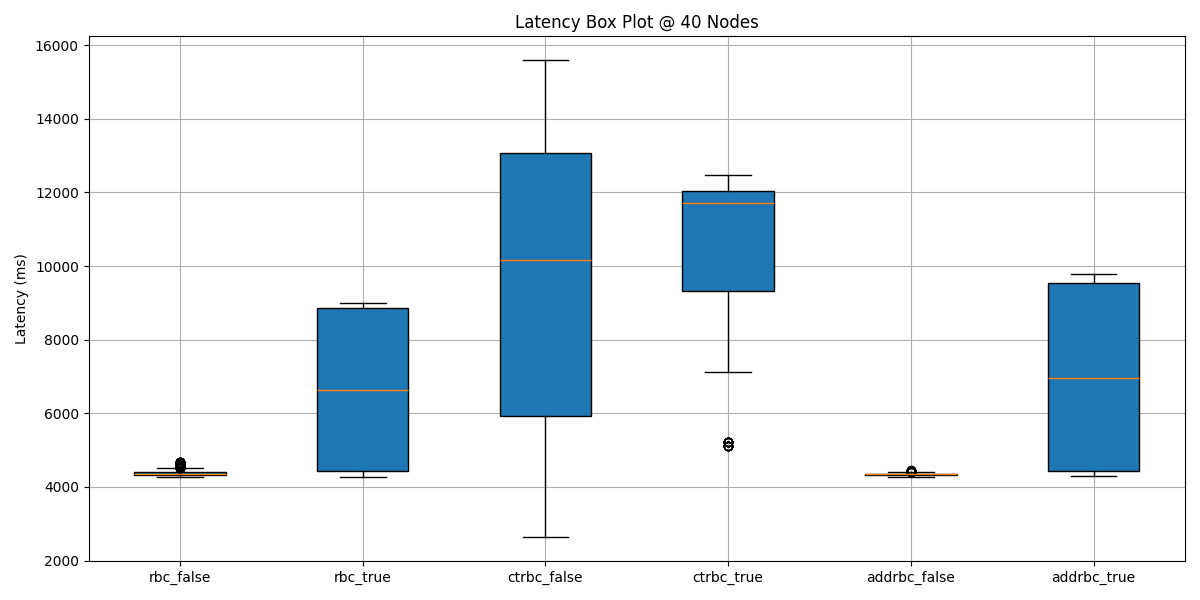 Latency Box Plot @ 40 Nodes
Latency (ms)
16000
14000
12000
10000
8000
6000
4000
2000
rbc_false rbc_true ctrbc_false ctrbc_true addrbc_false addrbc_true